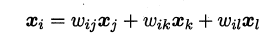 𝒙ᵢ = wᵢⱼ𝒙ⱼ + wᵢₖ𝒙ₖ + wᵢₗ𝒙ₗ